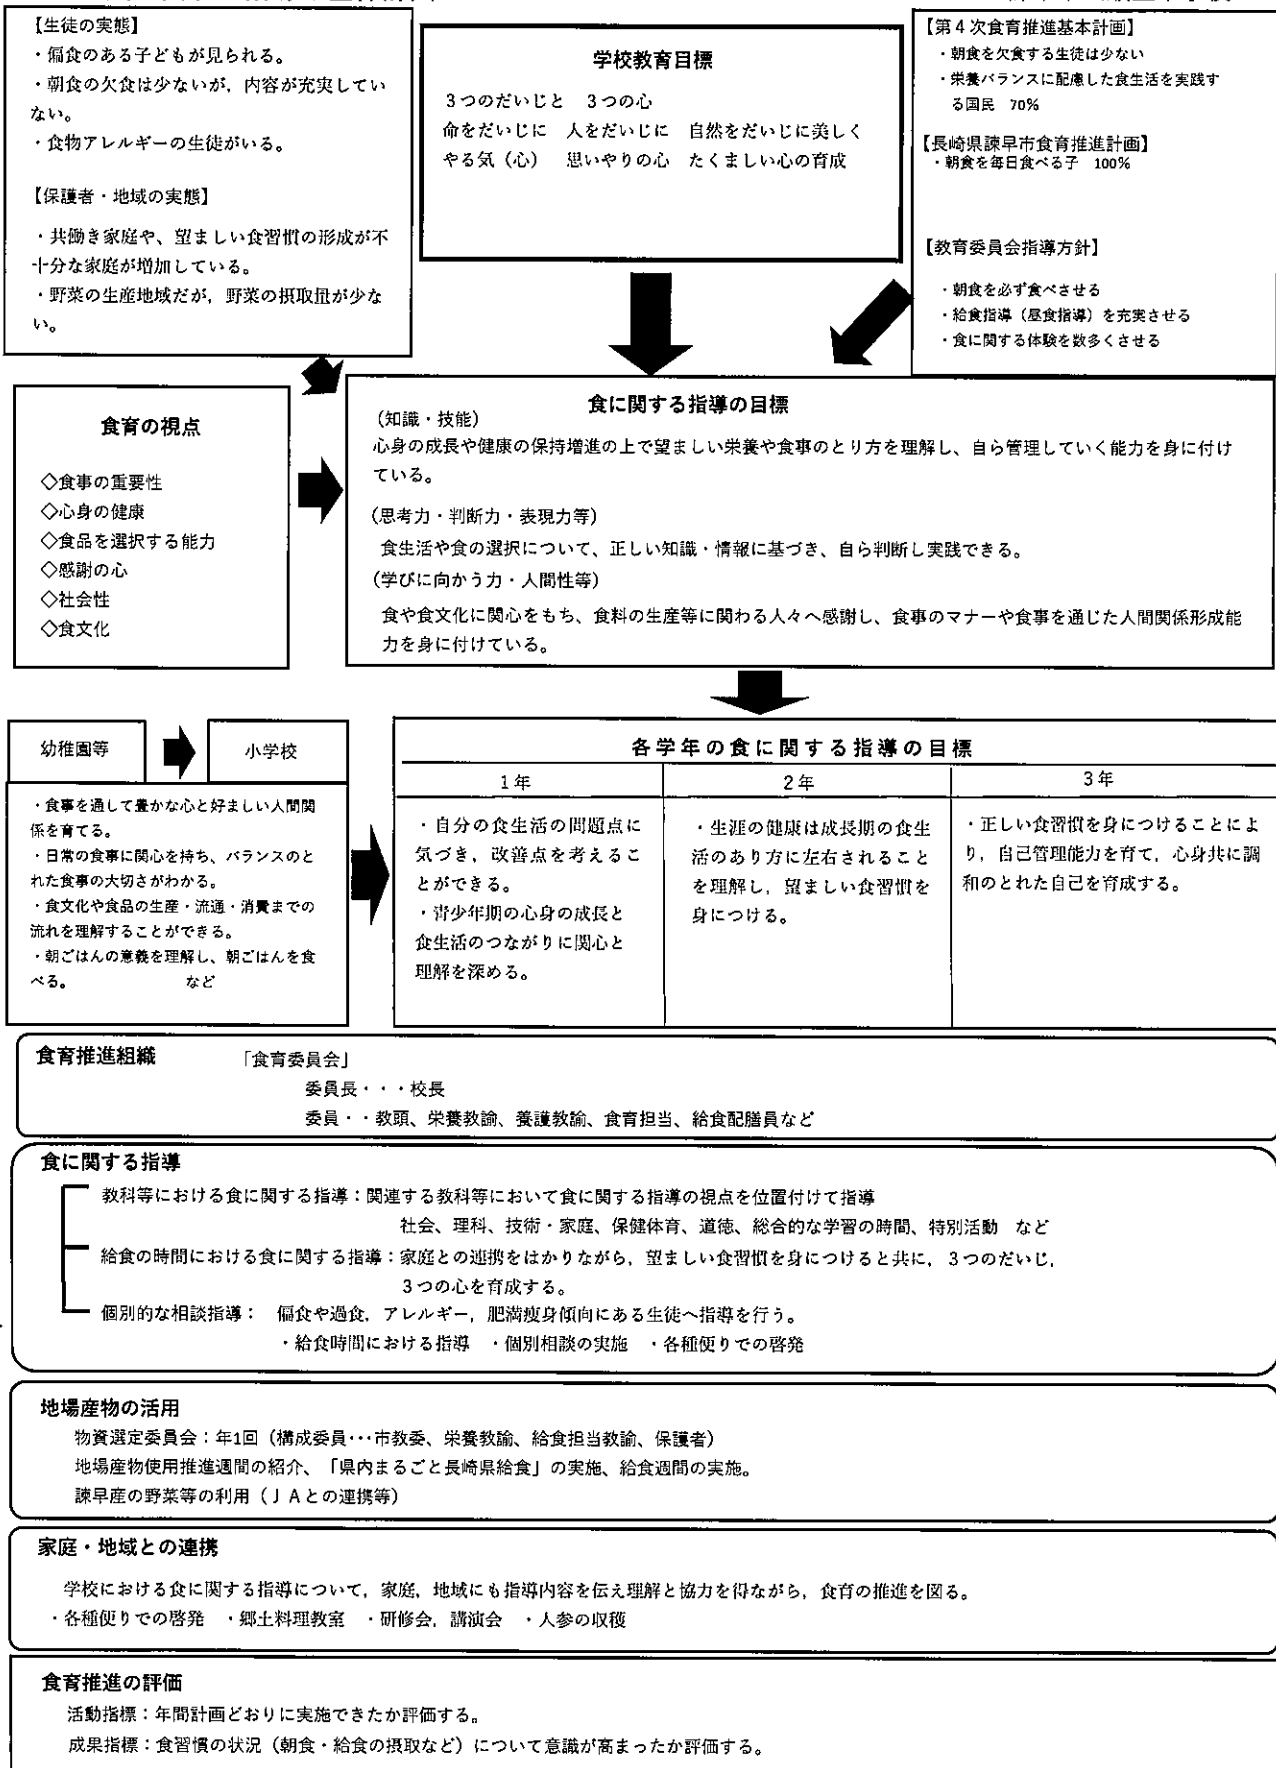 【生徒の実態】
・偏食のある子どもが見られる。
・朝食の欠食は少ないが，内容が充実してい
ない。
・食物アレルギーの生徒がいる。
【保護者・地域の実態】
・共働き家庭や、望ましい食習慣の形成が不
十分な家庭が増加している。
・野菜の生産地域だが，野菜の摂取量が少な
い。
学校教育目標
３つのだいじと　３つの心
命をだいじに　人をだいじに　自然をだいじに美しく
やる気（心）　思いやりの心　たくましい心の育成
【第４次食育推進基本計画】
・朝食を欠食する生徒は少ない
・栄養バランスに配慮した食生活を実践す
る国民　70％
【長崎県諫早市食育推進計画】
・朝食を毎日食べる子　100％
【教育委員会指導方針】
・朝食を必ず食べさせる
・給食指導（昼食指導）を充実させる
・食に関する体験を数多くさせる
食育の視点
◇食事の重要性
◇心身の健康
◇食品を選択する能力
◇感謝の心
◇社会性
◇食文化
食に関する指導の目標
（知識・技能）
心身の成長や健康の保持増進の上で望ましい栄養や食事のとり方を理解し、自ら管理していく能力を身に付け
ている。
（思考力・判断力・表現力等）
食生活や食の選択について、正しい知識・情報に基づき、自ら判断し実践できる。
（学びに向かう力・人間性等）
食や食文化に関心をもち、食料の生産等に関わる人々へ感謝し、食事のマナーや食事を通じた人間関係形成能
力を身に付けている。
幼稚園等
小学校
・食事を通して豊かな心と好ましい人間関
係を育てる。
・日常の食事に関心を持ち、バランスのと
れた食事の大切さがわかる。
・食文化や食品の生産・流通・消費までの
流れを理解することができる。
・朝ごはんの意義を理解し、朝ごはんを食
べる。　など
各学年の食に関する指導の目標
１年
２年
３年
・自分の食生活の問題点に
気づき，改善点を考えるこ
とができる。
・青少年期の心身の成長と
食生活のつながりに関心と
理解を深める。
・生涯の健康は成長期の食生
活のあり方に左右されること
を理解し，望ましい食習慣を
身につける。
・正しい食習慣を身につけることによ
り，自己管理能力を育て，心身共に調
和のとれた自己を育成する。
食育推進組織　「食育委員会」
委員長・・・校長
委員・・教頭、栄養教諭、養護教諭、食育担当、給食配膳員など
食に関する指導
教科等における食に関する指導：関連する教科等において食に関する指導の視点を位置付けて指導
社会、理科、技術・家庭、保健体育、道徳、総合的な学習の時間、特別活動　など
給食の時間における食に関する指導：家庭との連携をはかりながら，望ましい食習慣を身につけると共に，３つのだいじ，
３つの心を育成する。
個別的な相談指導：　偏食や過食，アレルギー，肥満痩身傾向にある生徒へ指導を行う。
・給食時間における指導　・個別相談の実施　・各種便りでの啓発
地場産物の活用
物資選定委員会：年1回（構成委員・・・市教委、栄養教諭、給食担当教諭、保護者）
地場産物使用推進週間の紹介、「県内まるごと長崎県給食」の実施、給食週間の実施。
諫早産の野菜等の利用（ＪＡとの連携等）
家庭・地域との連携
学校における食に関する指導について，家庭，地域にも指導内容を伝え理解と協力を得ながら，食育の推進を図る。
・各種便りでの啓発　・郷土料理教室　・研修会，講演会　・人参の収穫
食育推進の評価
活動指標：年間計画どおりに実施できたか評価する。
成果指標：食習慣の状況（朝食・給食の摂取など）について意識が高まったか評価する。